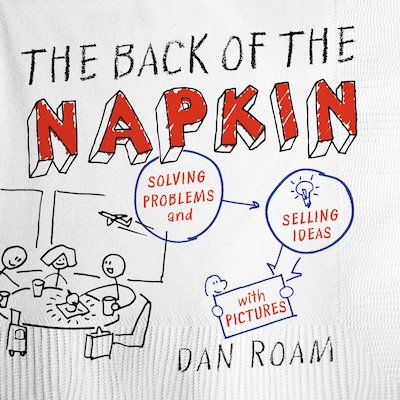 THE BACK OF THE
NAPKIN
SOLVING
PROBLEMS
and
SELLING
IDEAS
with
PICTURES
DAN ROAM